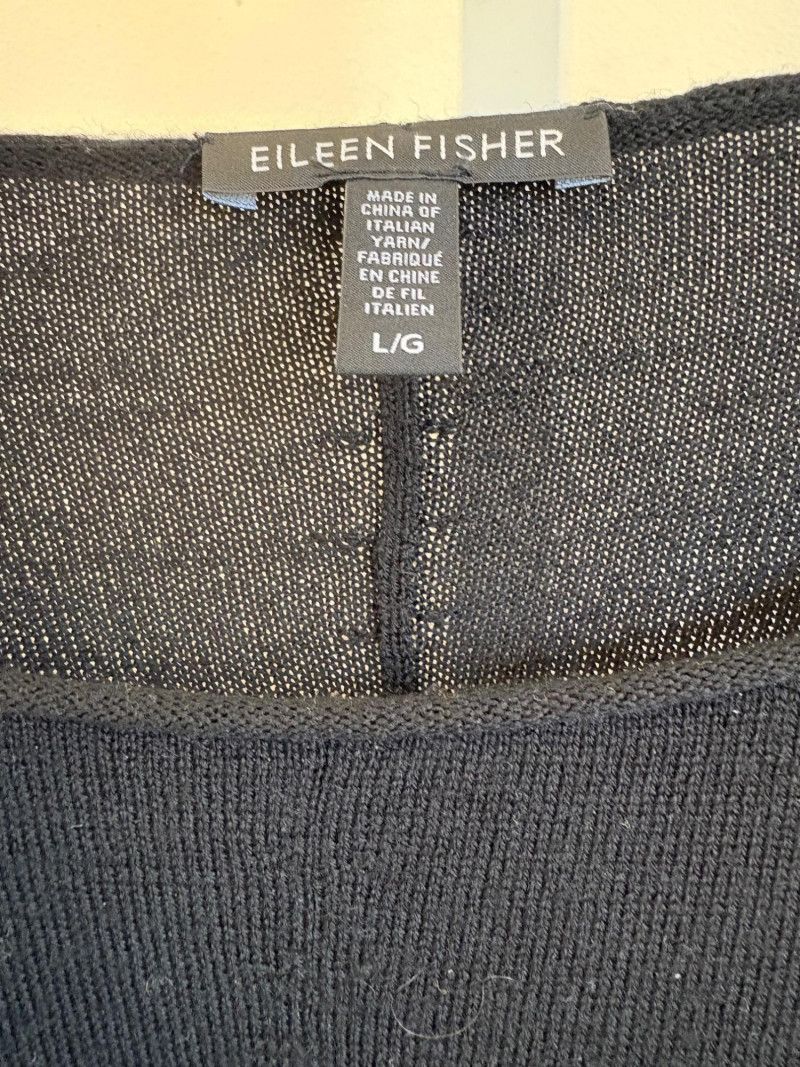 EILEEN FISHER
MADE IN
CHINA OF
ITALIAN
YARN/
FABRIQUÉ
EN CHINE
DE FIL
ITALIEN
L/G